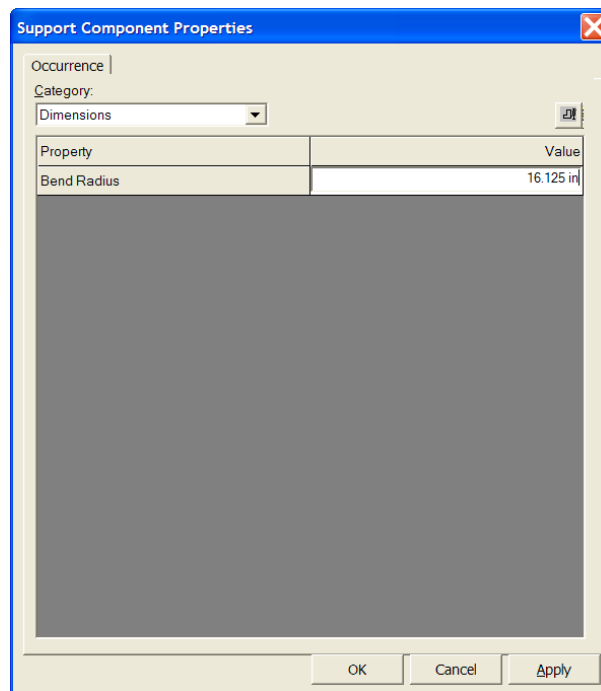 Support Component Properties
Occurrence
Category:
Dimensions
Property Value
Bend Radius 16.125 in
OK Cancel Apply